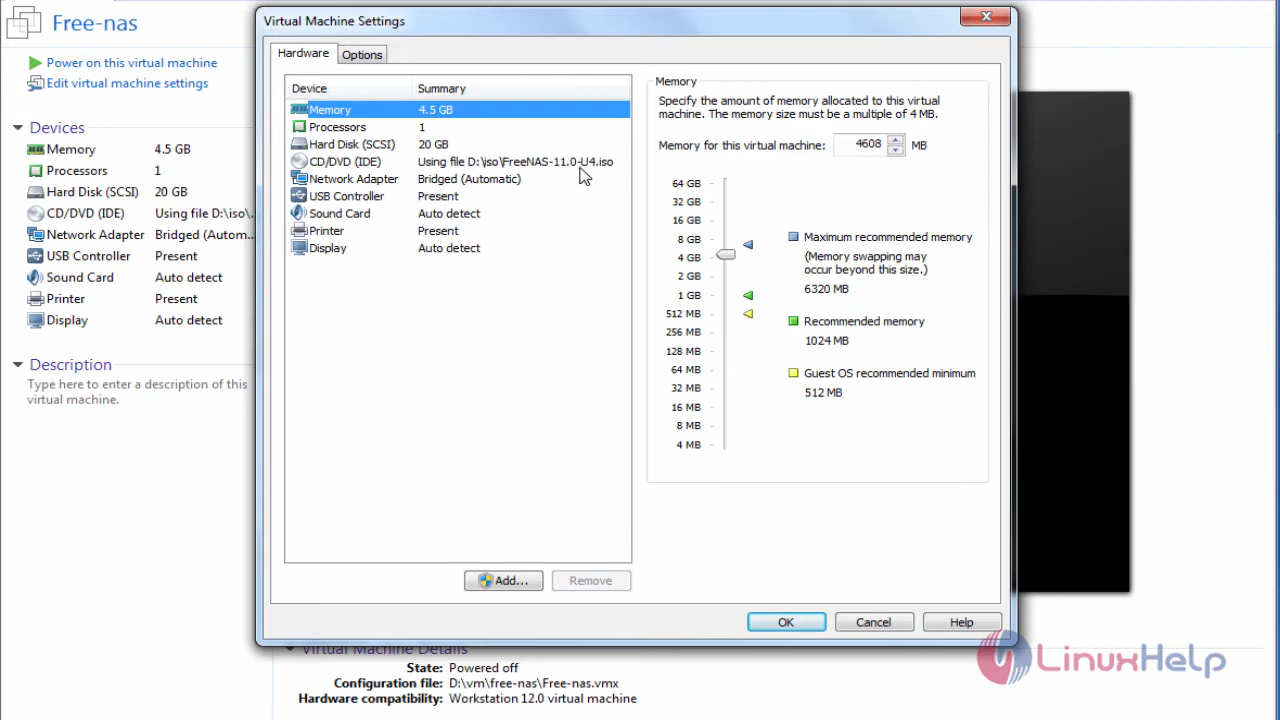 Free-nas
Power on this virtual machine
Edit virtual machine settings
Devices
Memory 4.5 GB
Processors 1
Hard Disk (SCSI) 20 GB
CD/DVD (IDE) Using file D:\iso\...
Network Adapter Bridged (Autom...
USB Controller Present
Sound Card Auto detect
Printer Present
Display Auto detect
Description
Type here to enter a description of this
virtual machine.
Virtual Machine Settings
Hardware Options
Device Summary
Memory 4.5 GB
Processors 1
Hard Disk (SCSI) 20 GB
CD/DVD (IDE) Using file D:\iso\FreeNAS-11.0-U4.iso
Network Adapter Bridged (Automatic)
USB Controller Present
Sound Card Auto detect
Printer Present
Display Auto detect
Add... Remove
Memory
Specify the amount of memory allocated to this virtual
machine. The memory size must be a multiple of 4 MB.
Memory for this virtual machine: 4608 MB
64 GB
32 GB
16 GB
8 GB
4 GB
2 GB
1 GB
512 MB
256 MB
128 MB
64 MB
32 MB
16 MB
8 MB
4 MB
Maximum recommended memory
(Memory swapping may
occur beyond this size.)
6320 MB
Recommended memory
1024 MB
Guest OS recommended minimum
512 MB
OK Cancel Help
Virtual Machine Details
State: Powered off
Configuration file: D:\vm\free-nas\Free-nas.vmx
Hardware compatibility: Workstation 12.0 virtual machine
LinuxHelp